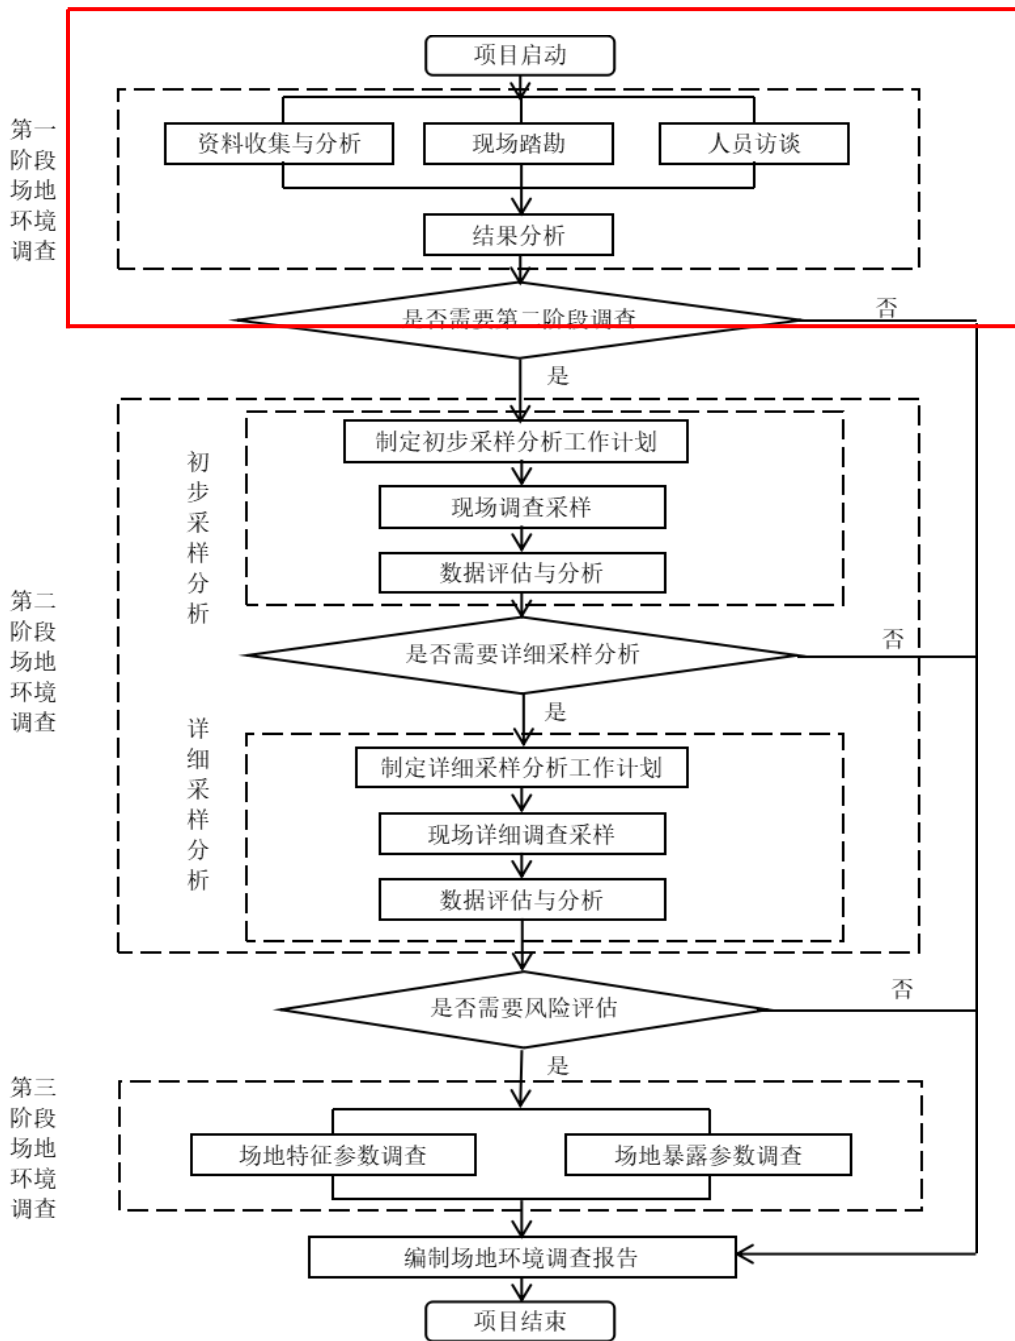 项目启动
第一
阶段
场地
环境
调查
资料收集与分析
现场踏勘
人员访谈
结果分析
是否需要第二阶段调查
否
是
第二
阶段
场地
环境
调查
初
步
采
样
分
析
制定初步采样分析工作计划
现场调查采样
数据评估与分析
是否需要详细采样分析
否
是
详
细
采
样
分
析
制定详细采样分析工作计划
现场详细调查采样
数据评估与分析
是否需要风险评估
否
是
第三
阶段
场地
环境
调查
场地特征参数调查
场地暴露参数调查
编制场地环境调查报告
项目结束